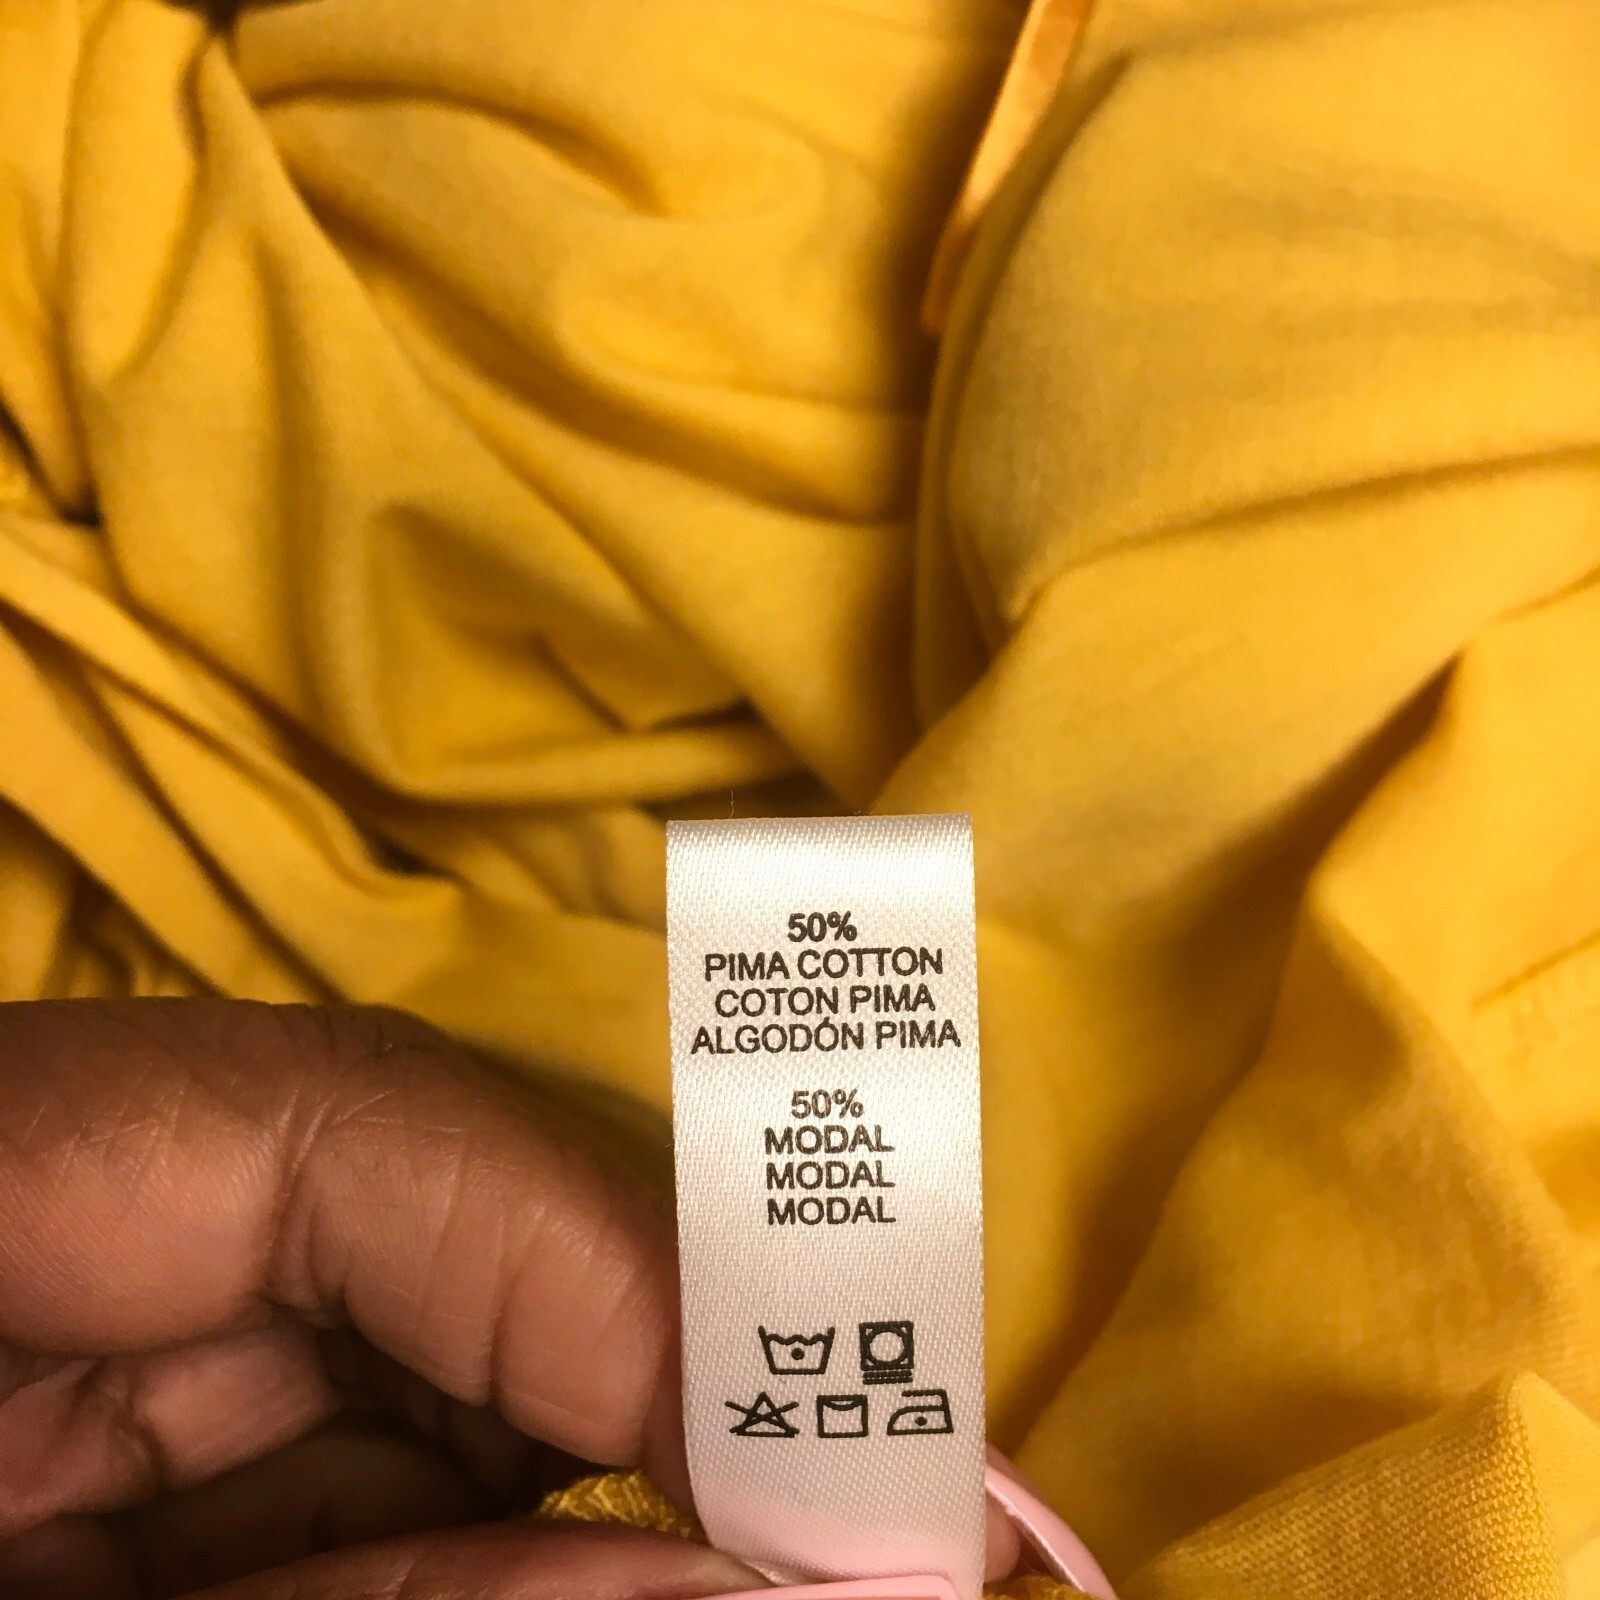 50%
PIMA COTTON
COTON PIMA
ALGODÓN PIMA
50%
MODAL
MODAL
MODAL